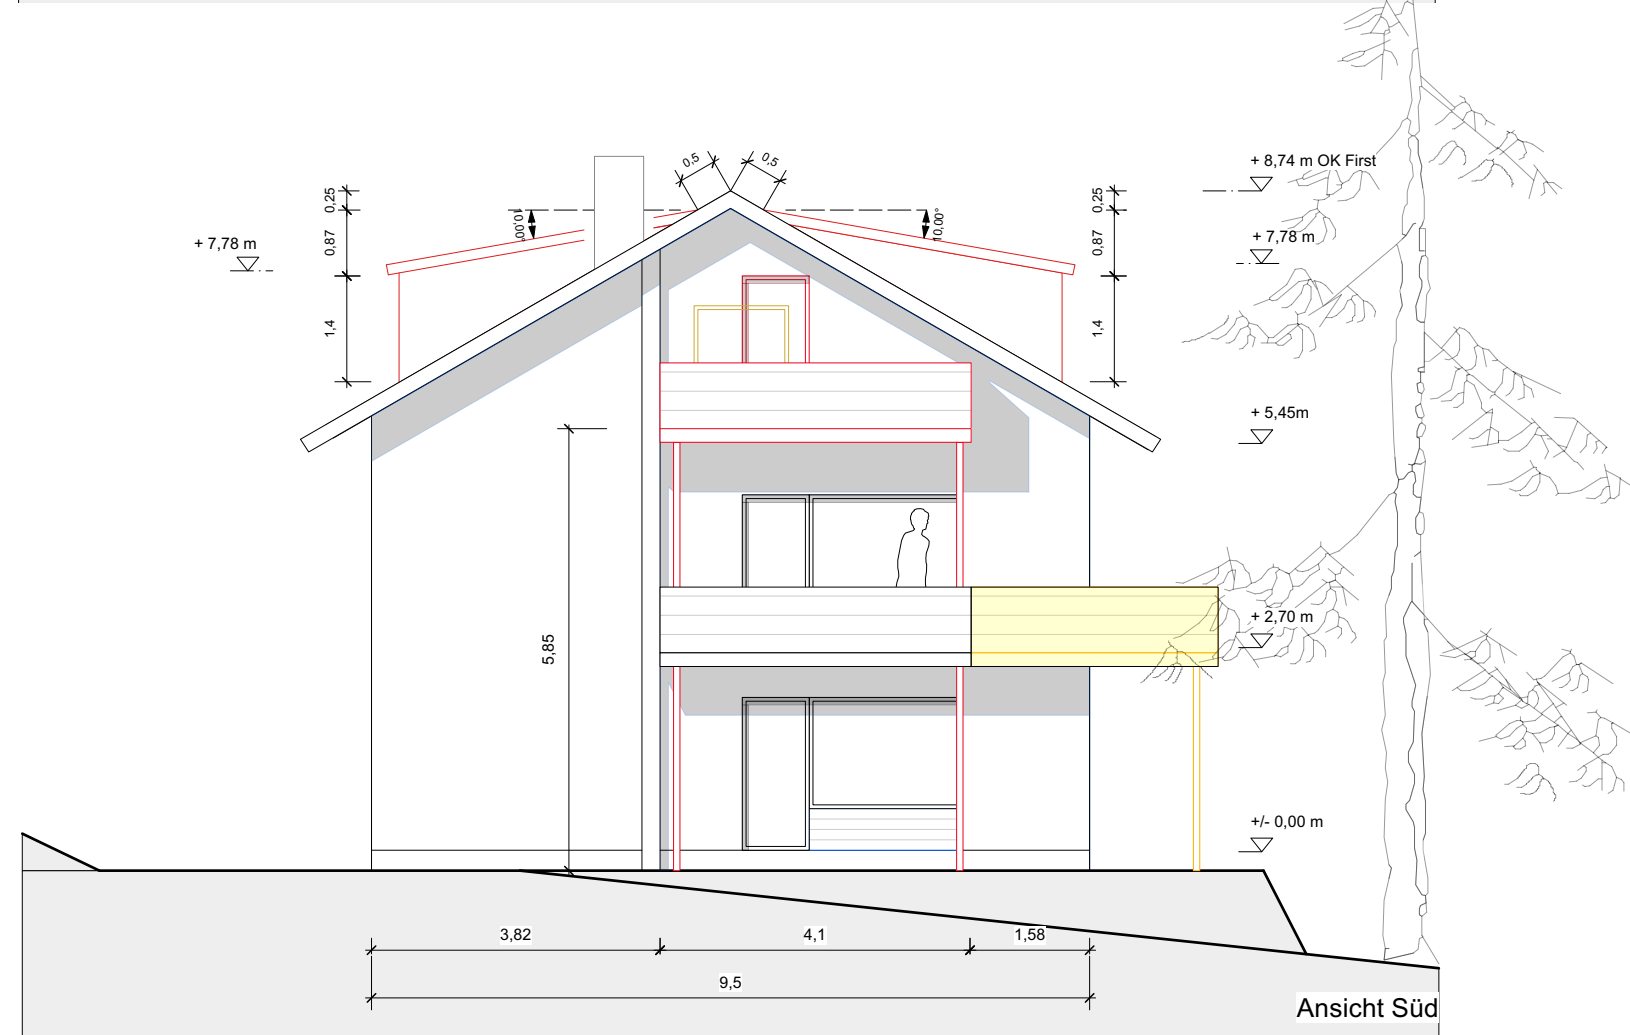 0,5
0,5
+ 8,74 m OK First
0,25
0,25
10,00°
10,00°
+ 7,78 m
0,87
0,87
+ 7,78 m
1,4
1,4
+ 5,45m
5,85
+ 2,70 m
+/- 0,00 m
3,82
4,1
1,58
9,5
Ansicht Süd